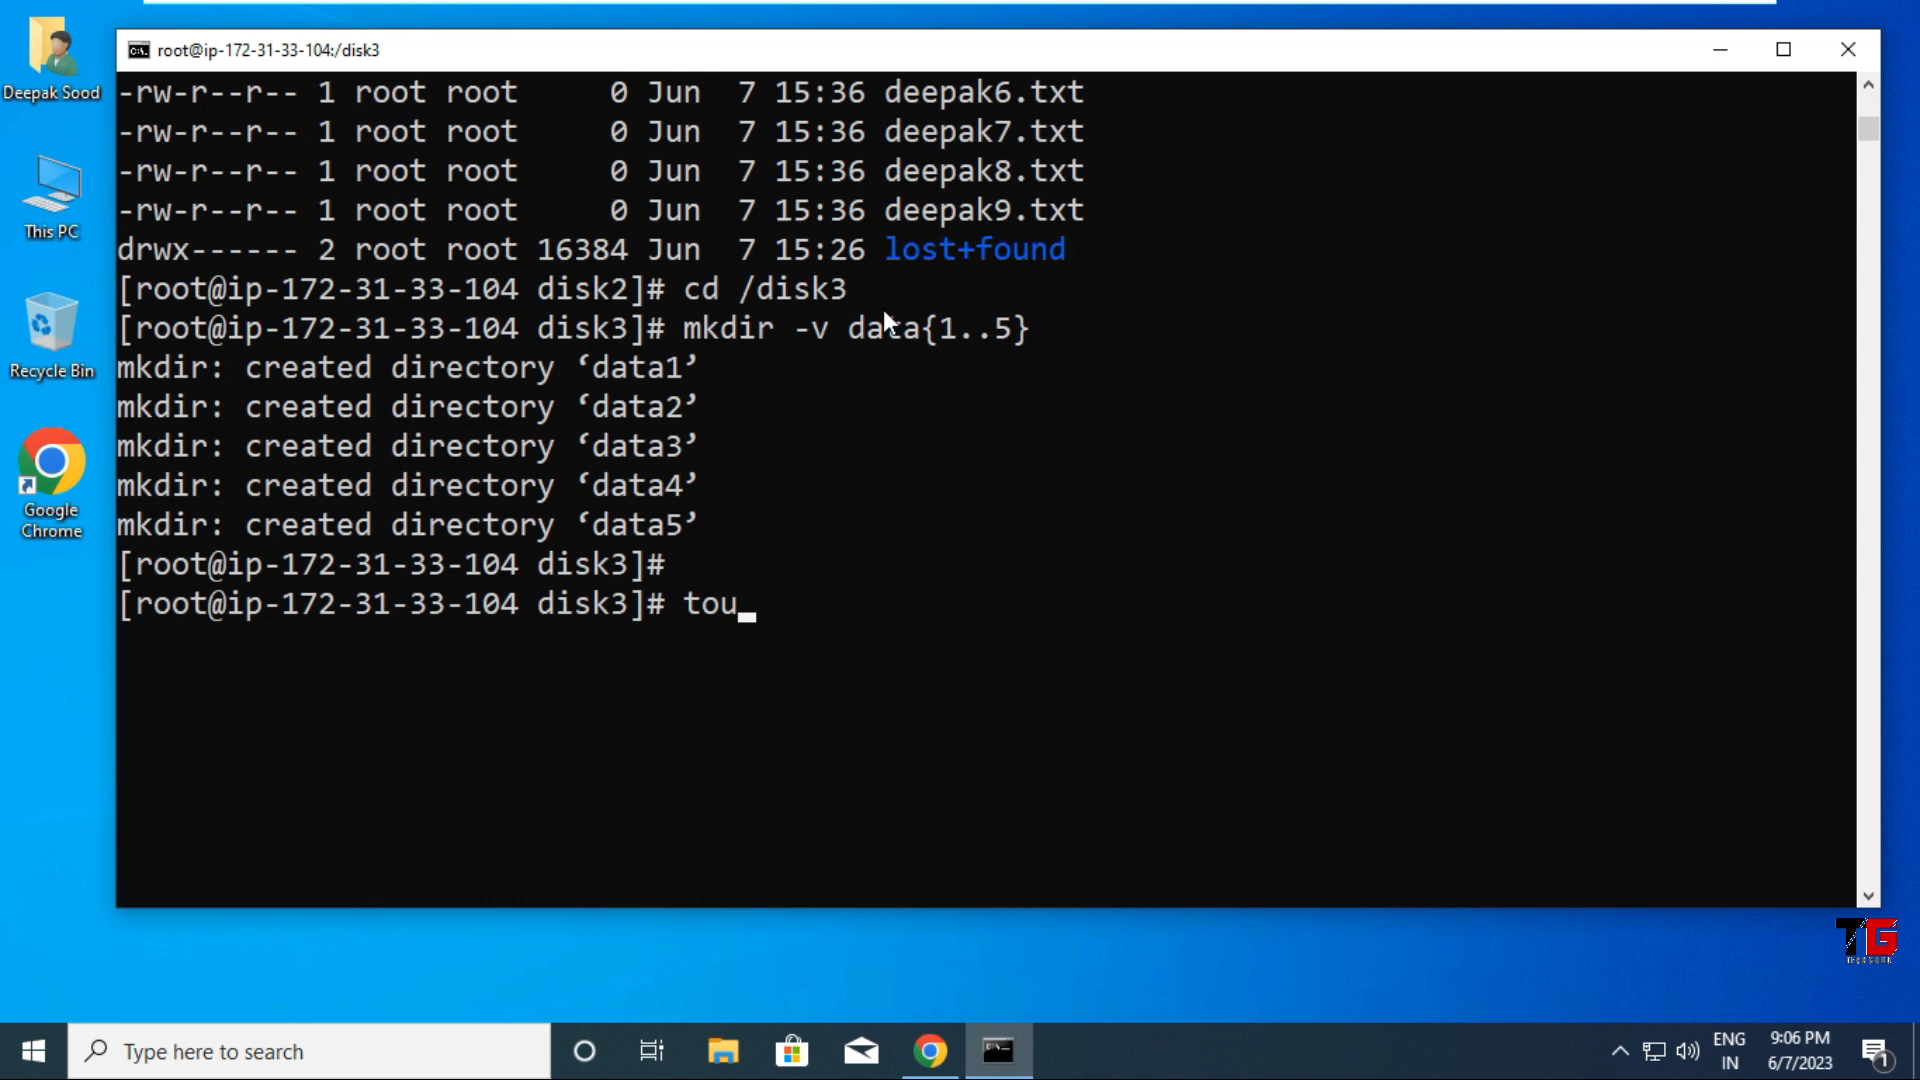 root@ip-172-31-33-104:/disk3
-rw-r--r-- 1 root root     0 Jun  7 15:36 deepak6.txt
-rw-r--r-- 1 root root     0 Jun  7 15:36 deepak7.txt
-rw-r--r-- 1 root root     0 Jun  7 15:36 deepak8.txt
-rw-r--r-- 1 root root     0 Jun  7 15:36 deepak9.txt
drwx------ 2 root root 16384 Jun  7 15:26 lost+found
[root@ip-172-31-33-104 disk2]# cd /disk3
[root@ip-172-31-33-104 disk3]# mkdir -v data{1..5}
mkdir: created directory ‘data1’
mkdir: created directory ‘data2’
mkdir: created directory ‘data3’
mkdir: created directory ‘data4’
mkdir: created directory ‘data5’
[root@ip-172-31-33-104 disk3]#
[root@ip-172-31-33-104 disk3]# tou
Deepak Sood
This PC
Recycle Bin
Google
Chrome
TG
Type here to search
ENG
IN
9:06 PM
6/7/2023
1